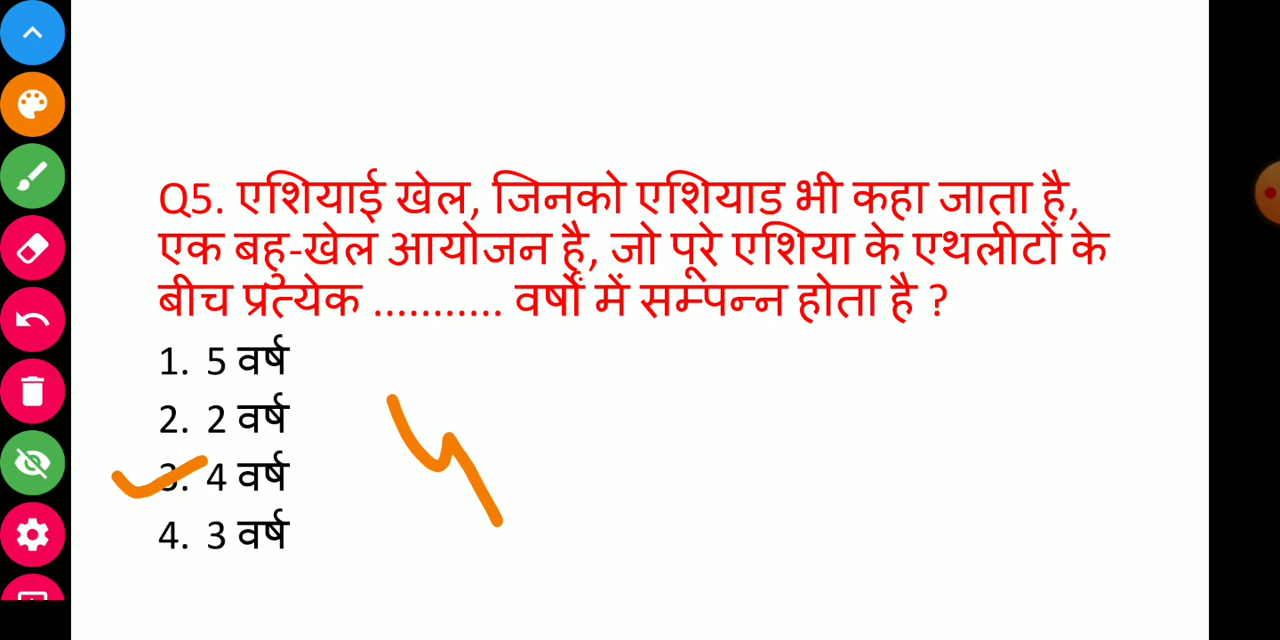 Q5. एशियाई खेल, जिनको एशियाड भी कहा जाता है,
एक बहु-खेल आयोजन है, जो पूरे एशिया के एथलीटों के
बीच प्रत्येक ............ वर्षों में सम्पन्न होता है ?
1. 5 वर्ष
2. 2 वर्ष
3. 4 वर्ष
4. 3 वर्ष